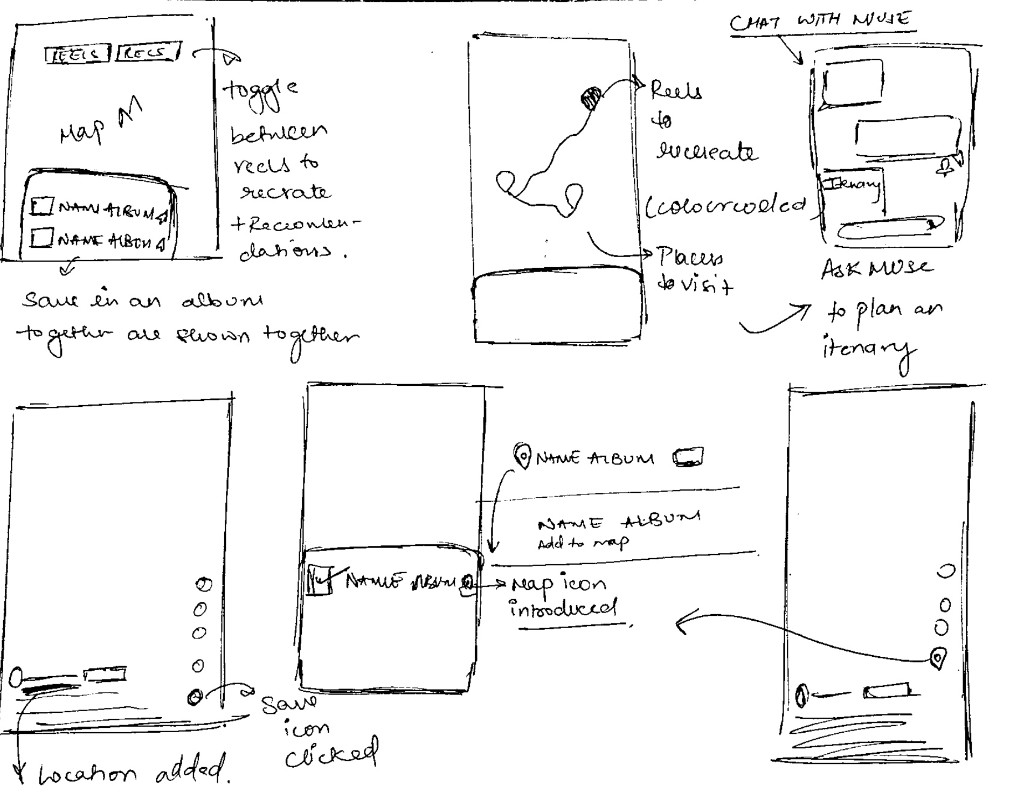 CHAT WITH MUSE
REELS RECS
Map
NAME ALBUM
NAME ALBUM
toggle
between
reels to
recrate
+Recomen-
dations.
Save in an album
together are shown together
Reels
to
recreate
(colourcoded
Places
to visit
Itenary
ASK MUSE
to plan an
itenary
NAME ALBUM
NAME ALBUM
Add to map
NAME ALBUM
Map icon
introduced
Save
icon
clicked
Location added.